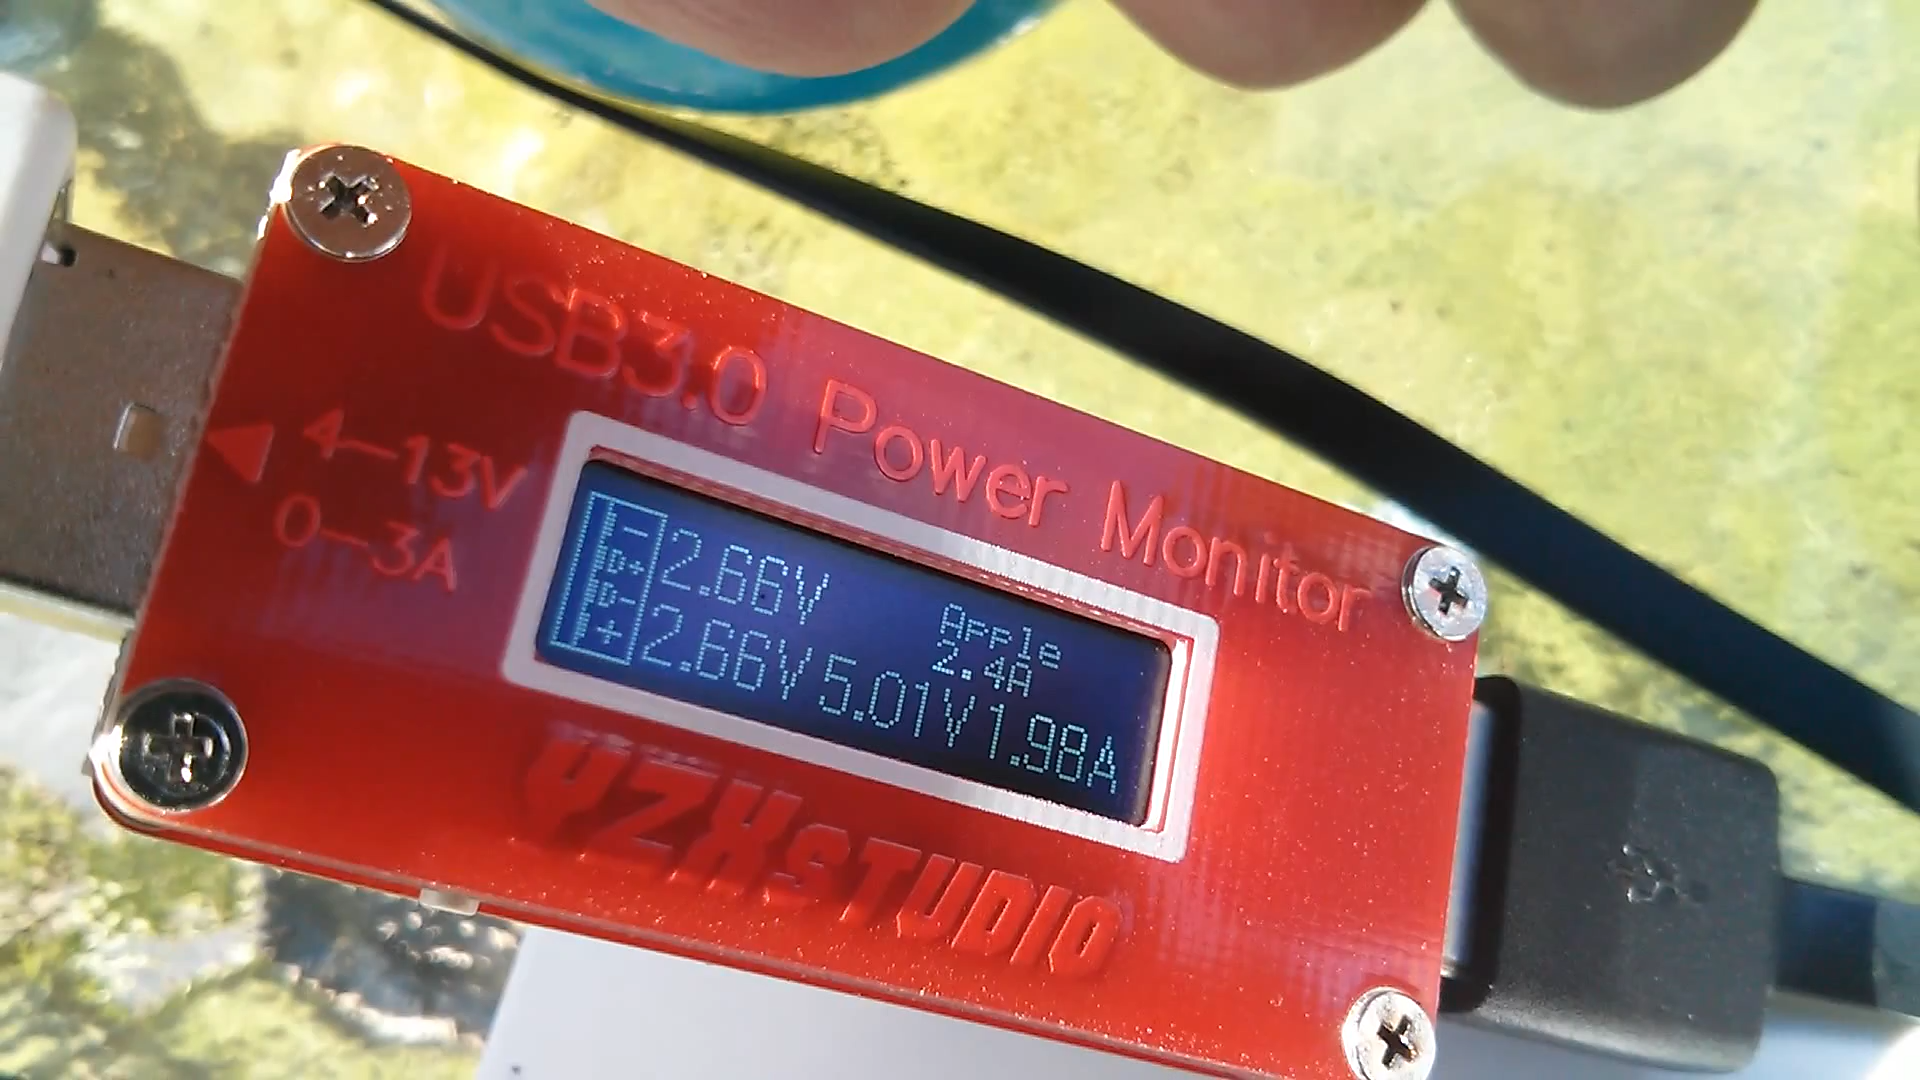 USB3.0 Power Monitor
4-13V
0-3A
- 2.66V
D+
D- 2.66V 5.01V 1.98A
+
Apple
2.4A
YZXSTUDIO